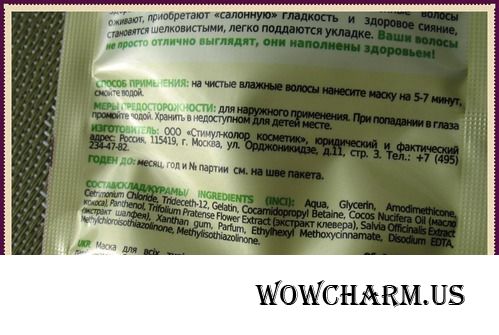 оживают, приобретают «салонную» гладкость и здоровое сияние,
становятся шелковистыми, легко поддаются укладке. Ваши волосы
не просто отлично выглядят, они наполнены здоровьем!
СПОСОБ ПРИМЕНЕНИЯ: на чистые влажные волосы нанесите маску на 5-7 минут,
смойте водой.
МЕРЫ ПРЕДОСТОРОЖНОСТИ: для наружного применения. При попадании в глаза
промойте водой. Хранить в недоступном для детей месте.
ИЗГОТОВИТЕЛЬ: ООО «Стимул-колор косметик», юридический и фактический
адрес: Россия, 115419, г. Москва, ул. Орджоникидзе, д.11, стр. 3. Тел.: +7 (495)
234-47-82.
ГОДЕН ДО: месяц, год и № партии см. на шве пакета.
СОСТАВ/СКЛАД/ҚҰРАМЫ/ INGREDIENTS (INCI): Aqua, Glycerin, Amodimethicone,
Cetrimonium Chloride, Trideceth-12, Gelatin, Cocamidopropyl Betaine, Cocos Nucifera Oil (масло
кокоса), Panthenol, Trifolium Pratense Flower Extract (экстракт клевера), Salvia Officinalis Extract
(экстракт шалфея), Xanthan gum, Parfum, Ethylhexyl Methoxycinnamate, Disodium EDTA,
Methylchloroisothiazolinone, Methylisothiazolinone.
UKR Маска для всіх
WOWCHARM.US